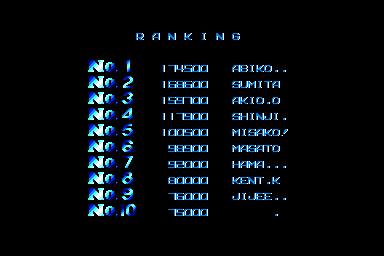 RANKING
No. 1 174500 ABIKO..
No. 2 168600 SUMITA
No. 3 159700 AKIO.O
No. 4 117900 SHINJI.
No. 5 100500 MISAKO!
No. 6 98900 MASATO
No. 7 92000 HAMA...
No. 8 80000 KENT.K
No. 9 76000 JIJEE..
No. 10 75000 .